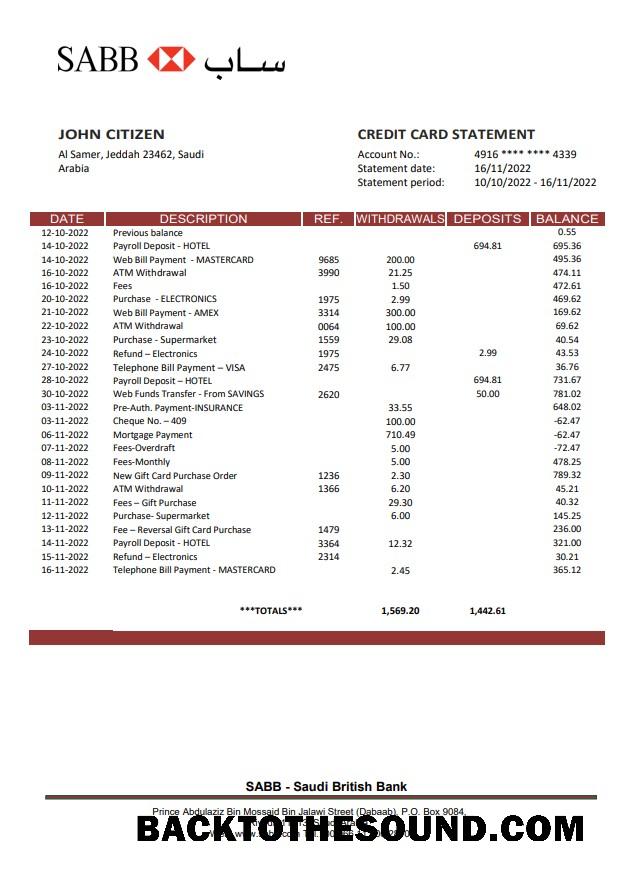 SABB ساب
JOHN CITIZEN
Al Samer, Jeddah 23462, Saudi
Arabia
CREDIT CARD STATEMENT
Account No.: 4916 **** **** 4339
Statement date: 16/11/2022
Statement period: 10/10/2022 - 16/11/2022
DATE DESCRIPTION REF. WITHDRAWALS DEPOSITS BALANCE
12-10-2022 Previous balance 0.55
14-10-2022 Payroll Deposit - HOTEL 694.81 695.36
14-10-2022 Web Bill Payment - MASTERCARD 9685 200.00 495.36
16-10-2022 ATM Withdrawal 3990 21.25 474.11
16-10-2022 Fees 1.50 472.61
20-10-2022 Purchase - ELECTRONICS 1975 2.99 469.62
21-10-2022 Web Bill Payment - AMEX 3314 300.00 169.62
22-10-2022 ATM Withdrawal 0064 100.00 69.62
23-10-2022 Purchase - Supermarket 1559 29.08 40.54
24-10-2022 Refund – Electronics 1975 2.99 43.53
27-10-2022 Telephone Bill Payment – VISA 2475 6.77 36.76
28-10-2022 Payroll Deposit – HOTEL 694.81 731.67
30-10-2022 Web Funds Transfer - From SAVINGS 2620 50.00 781.02
03-11-2022 Pre-Auth. Payment-INSURANCE 33.55 648.02
03-11-2022 Cheque No. – 409 100.00 -62.47
06-11-2022 Mortgage Payment 710.49 -62.47
07-11-2022 Fees-Overdraft 5.00 -72.47
08-11-2022 Fees-Monthly 5.00 478.25
09-11-2022 New Gift Card Purchase Order 1236 2.30 789.32
10-11-2022 ATM Withdrawal 1366 6.20 45.21
11-11-2022 Fees – Gift Purchase 29.30 40.32
12-11-2022 Purchase- Supermarket 6.00 145.25
13-11-2022 Fee – Reversal Gift Card Purchase 1479 236.00
14-11-2022 Payroll Deposit - HOTEL 3364 12.32 321.00
15-11-2022 Refund – Electronics 2314 30.21
16-11-2022 Telephone Bill Payment - MASTERCARD 2.45 365.12
***TOTALS*** 1,569.20 1,442.61
SABB - Saudi British Bank
Prince Abdulaziz Bin Mossaid Bin Jalawi Street (Dabaab), P.O. Box 9084,
BACKTOTHESOUND.COM